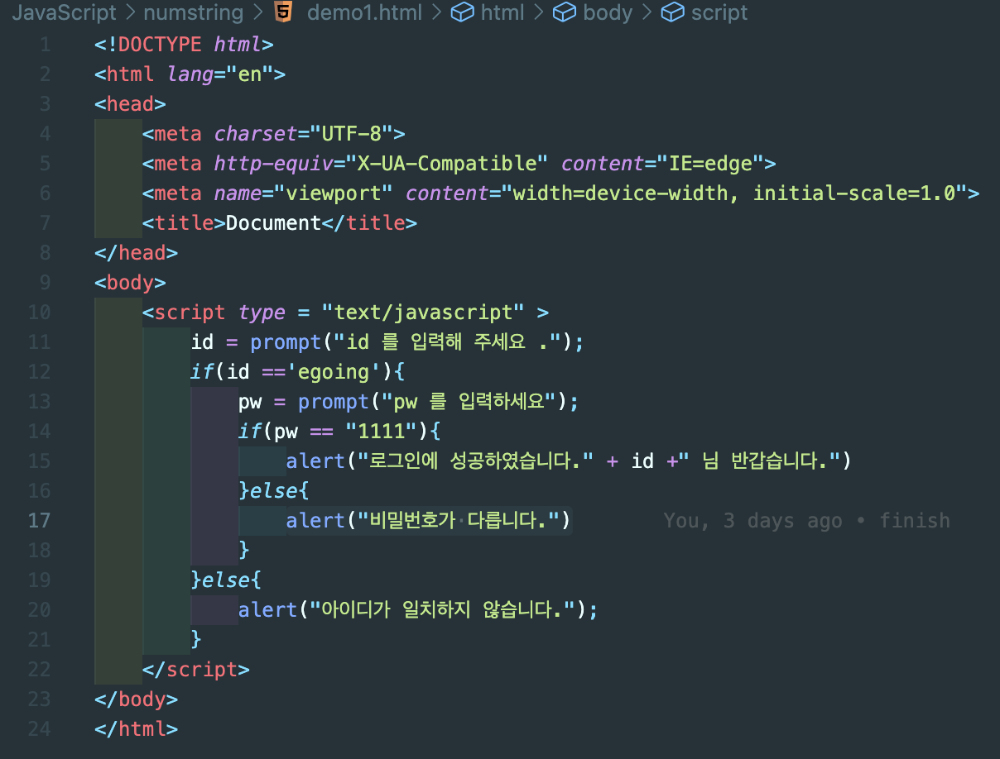 JavaScript > numstring > demo1.html > html > body > script
1 <!DOCTYPE html>
2 <html lang="en">
3 <head>
4 <meta charset="UTF-8">
5 <meta http-equiv="X-UA-Compatible" content="IE=edge">
6 <meta name="viewport" content="width=device-width, initial-scale=1.0">
7 <title>Document</title>
8 </head>
9 <body>
10 <script type = "text/javascript" >
11 id = prompt("id 를 입력해 주세요 .");
12 if(id =='egoing'){
13 pw = prompt("pw 를 입력하세요");
14 if(pw == "1111"){
15 alert("로그인에 성공하였습니다." + id +" 님 반갑습니다.")
16 }else{
17 alert("비밀번호가 다릅니다.") You, 3 days ago • finish
18 }
19 }else{
20 alert("아이디가 일치하지 않습니다.");
21 }
22 </script>
23 </body>
24 </html>